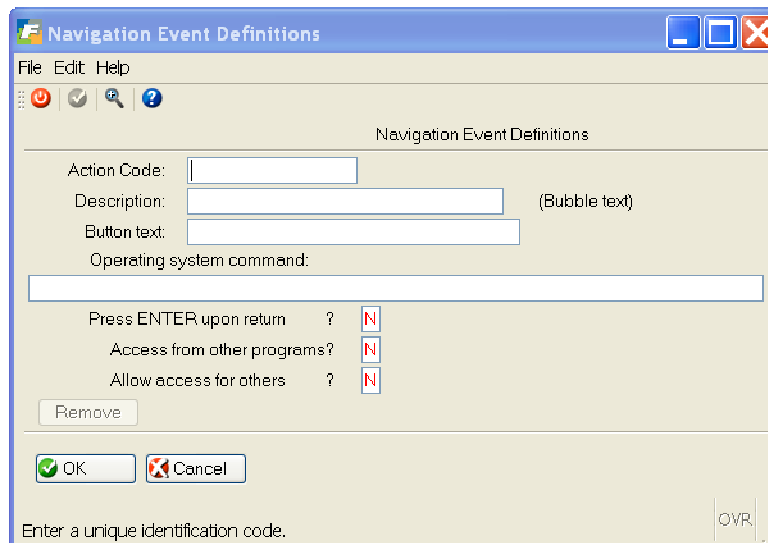 Navigation Event Definitions
File Edit Help
Navigation Event Definitions
Action Code:
Description: (Bubble text)
Button text:
Operating system command:
Press ENTER upon return ? N
Access from other programs? N
Allow access for others ? N
Remove
OK Cancel
OVR
Enter a unique identification code.